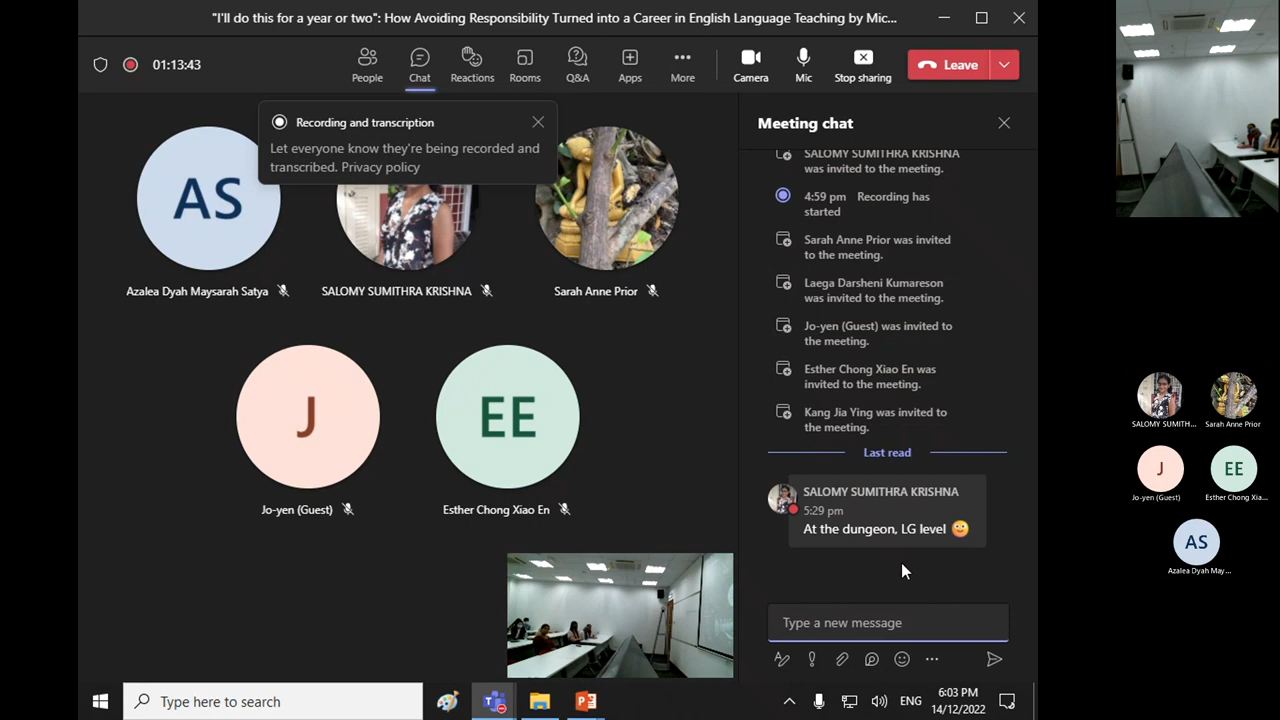 "I'll do this for a year or two": How Avoiding Responsibility Turned into a Career in English Language Teaching by Mic...
01:13:43
People
Chat
Reactions
Rooms
Q&A
Apps
More
Camera
Mic
Stop sharing
Leave
Recording and transcription
Let everyone know they're being recorded and
transcribed. Privacy policy
AS
Azalea Dyah Maysarah Satya
SALOMY SUMITHRA KRISHNA
Sarah Anne Prior
J
Jo-yen (Guest)
EE
Esther Chong Xiao En
Meeting chat
SALOMY SUMITHRA KRISHNA
was invited to the meeting.
4:59 pm Recording has
started
Sarah Anne Prior was invited
to the meeting.
Laega Darsheni Kumareson
was invited to the meeting.
Jo-yen (Guest) was invited to
the meeting.
Esther Chong Xiao En was
invited to the meeting.
Kang Jia Ying was invited to
the meeting.
Last read
SALOMY SUMITHRA KRISHNA
5:29 pm
At the dungeon, LG level
Type a new message
SALOMY SUMITH...
Sarah Anne Prior
J
Jo-yen (Guest)
EE
Esther Chong Xia...
AS
Azalea Dyah May...
Type here to search
ENG
6:03 PM
14/12/2022